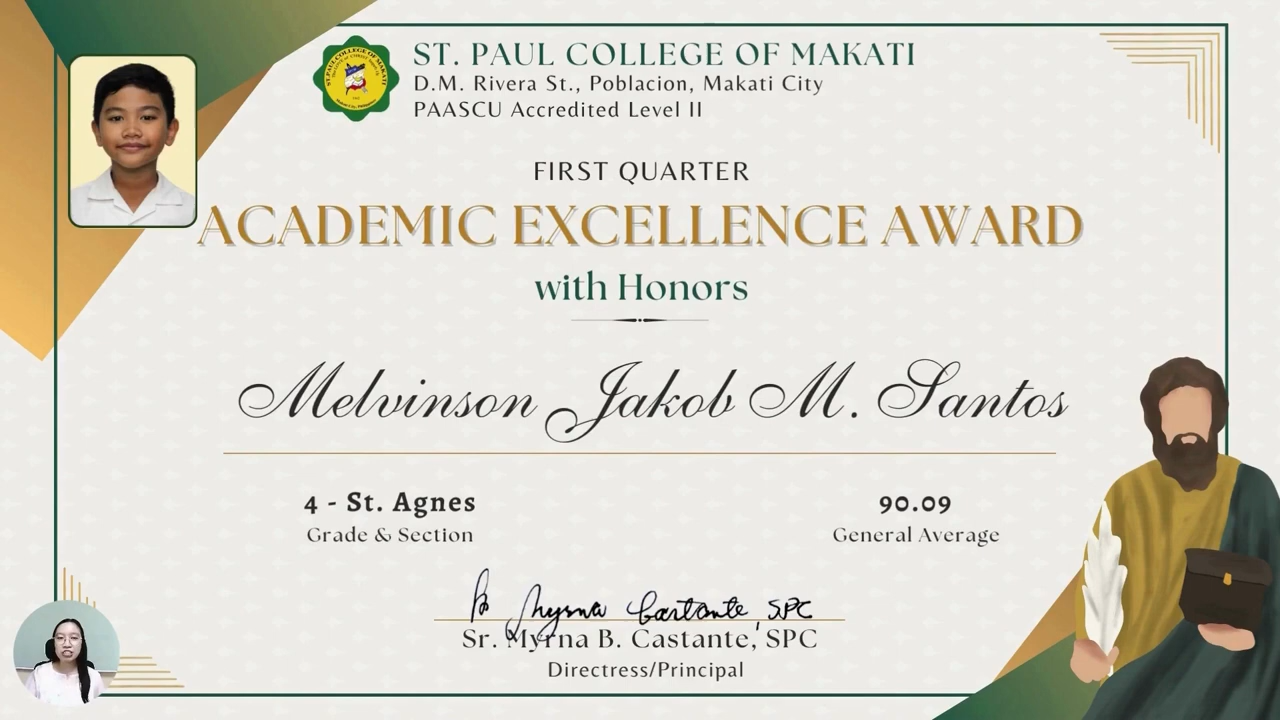 ST. PAUL COLLEGE OF MAKATI
D.M. Rivera St., Poblacion, Makati City
PAASCU Accredited Level II
FIRST QUARTER
ACADEMIC EXCELLENCE AWARD
with Honors
Melvinson Jakob M. Santos
4 - St. Agnes
Grade & Section
90.09
General Average
Sr. Myrna B. Castante, SPC
Directress/Principal